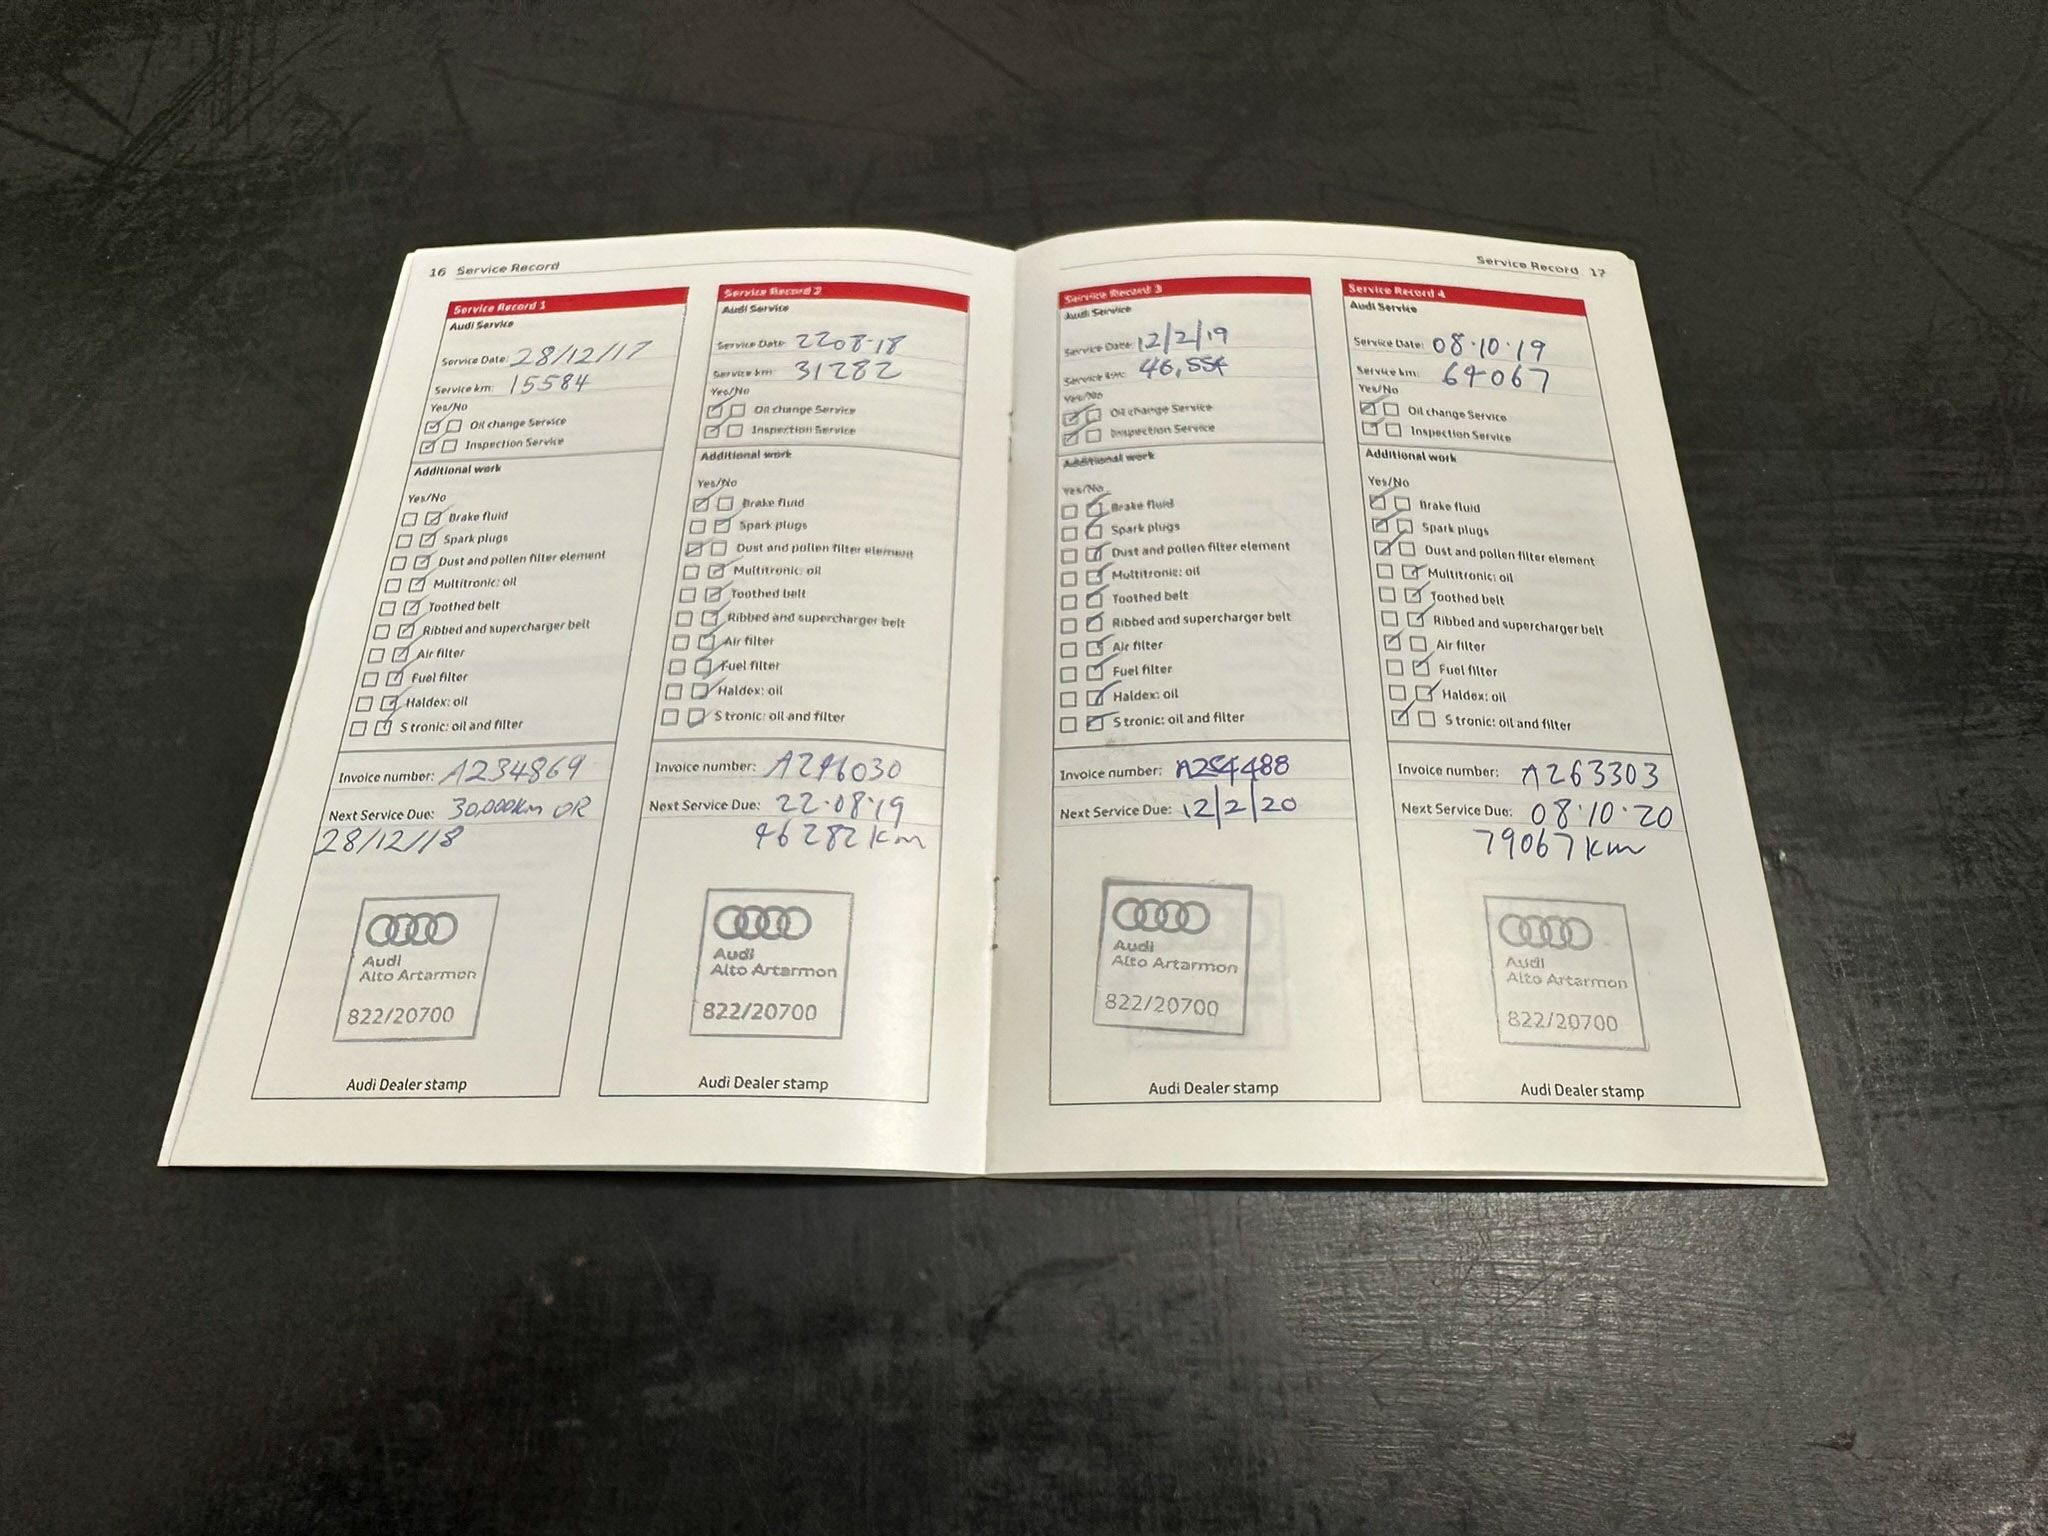 16 Service Record
Service Record 1
Audi Service
Service Date: 28/12/17
Service km: 15584
Yes/No
Oil change Service
Inspection Service
Additional work
Yes/No
Brake fluid
Spark plugs
Dust and pollen filter element
Multitronic: oil
Toothed belt
Ribbed and supercharger belt
Air filter
Fuel filter
Haldex: oil
S tronic: oil and filter
Invoice number: A234869
Next Service Due: 30,000km OR
28/12/18
Audi
Alto Artarmon
822/20700
Audi Dealer stamp
Service Record 2
Audi Service
Service Date: 22 08·18
Service km: 31282
Yes/No
Oil change Service
Inspection Service
Additional work
Yes/No
Brake fluid
Spark plugs
Dust and pollen filter element
Multitronic: oil
Toothed belt
Ribbed and supercharger belt
Air filter
Fuel filter
Haldex: oil
S tronic: oil and filter
Invoice number: A246030
Next Service Due: 22·08·19
46282 km
Audi
Alto Artarmon
822/20700
Audi Dealer stamp
Service Record 17
Service Record 3
Audi Service
Service Date: 12/2/19
Service km: 46,554
Yes/No
Oil change Service
Inspection Service
Additional work
Yes/No
Brake fluid
Spark plugs
Dust and pollen filter element
Multitronic: oil
Toothed belt
Ribbed and supercharger belt
Air filter
Fuel filter
Haldex: oil
S tronic: oil and filter
Invoice number: A254488
Next Service Due: 12/2/20
Audi
Alto Artarmon
822/20700
Audi Dealer stamp
Service Record 4
Audi Service
Service Date: 08·10·19
Service km: 64067
Yes/No
Oil change Service
Inspection Service
Additional work
Yes/No
Brake fluid
Spark plugs
Dust and pollen filter element
Multitronic: oil
Toothed belt
Ribbed and supercharger belt
Air filter
Fuel filter
Haldex: oil
S tronic: oil and filter
Invoice number: A263303
Next Service Due: 08·10·20
79067 km
Audi
Alto Artarmon
822/20700
Audi Dealer stamp